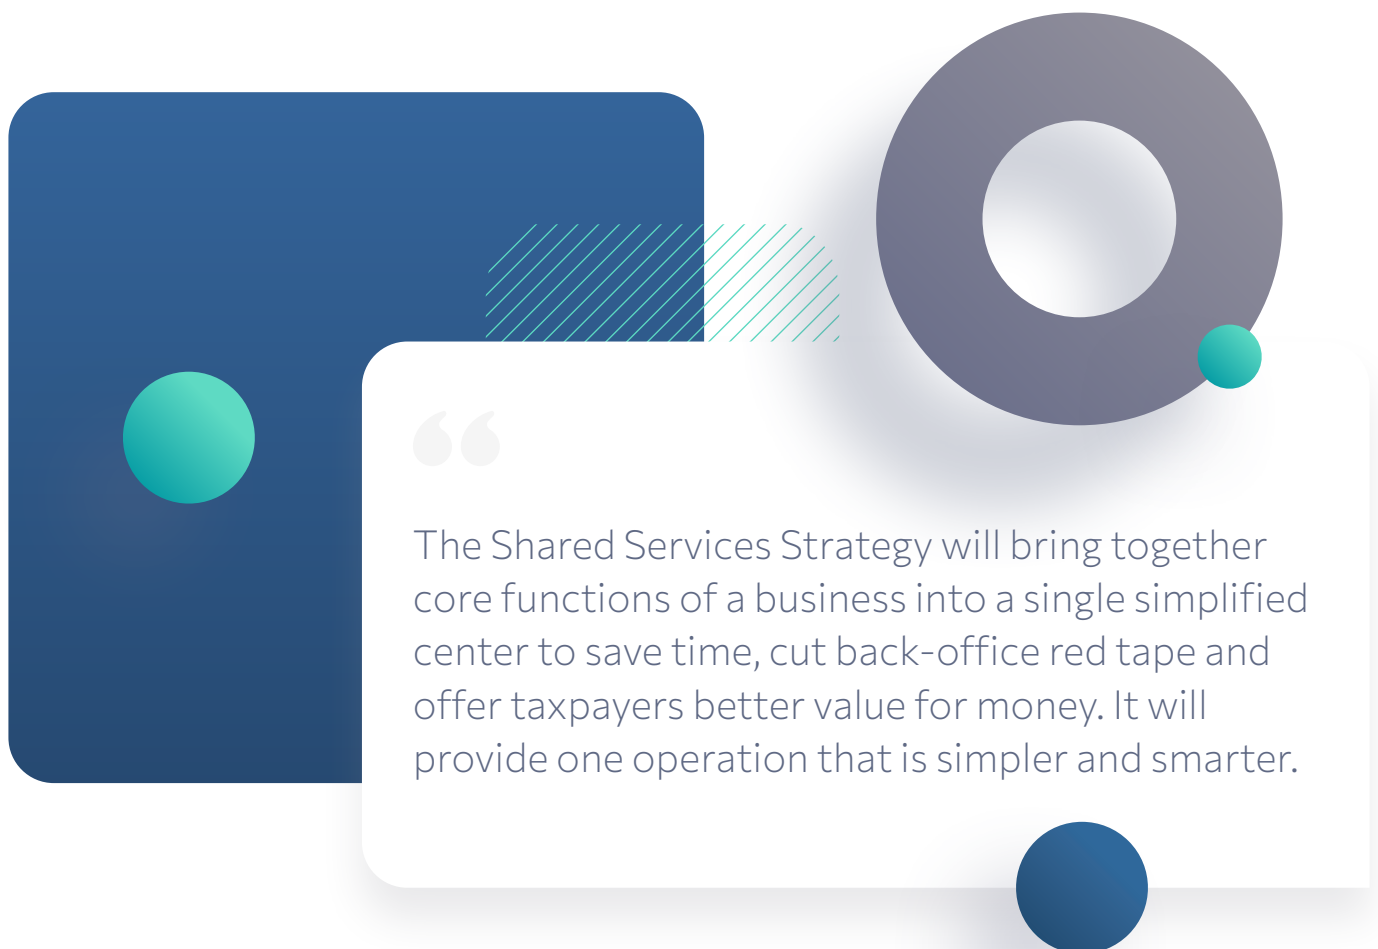 “
The Shared Services Strategy will bring together
core functions of a business into a single simplified
center to save time, cut back-office red tape and
offer taxpayers better value for money. It will
provide one operation that is simpler and smarter.